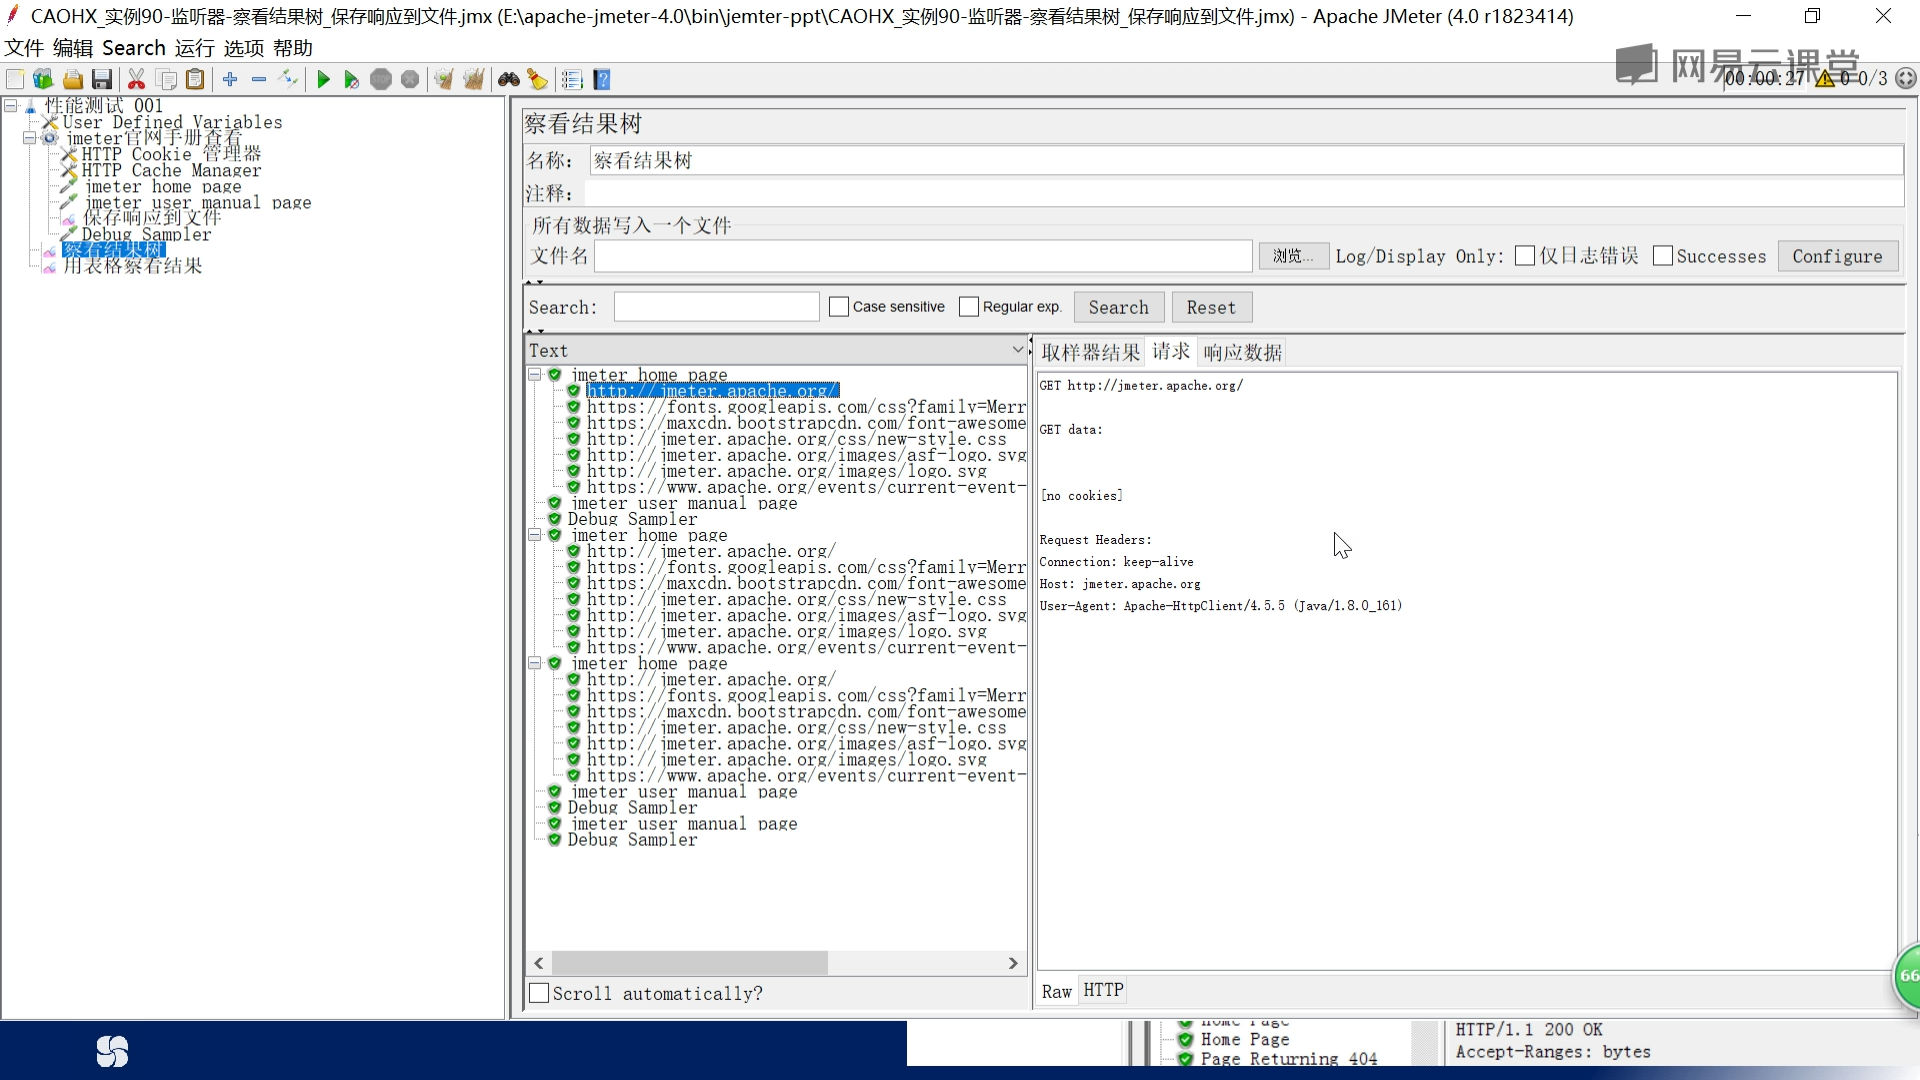 CAOHX_实例90-监听器-察看结果树_保存响应到文件.jmx (E:\apache-jmeter-4.0\bin\jemter-ppt\CAOHX_实例90-监听器-察看结果树_保存响应到文件.jmx) - Apache JMeter (4.0 r1823414)
文件 编辑 Search 运行 选项 帮助
网易云课堂
00:00:27 0 0/3
性能测试 001
User Defined Variables
jmeter官网手册查看
HTTP Cookie 管理器
HTTP Cache Manager
jmeter home page
jmeter user manual page
保存响应到文件
Debug Sampler
察看结果树
用表格察看结果
察看结果树
名称： 察看结果树
注释：
所有数据写入一个文件
文件名 浏览... Log/Display Only: 仅日志错误 Successes Configure
Search: Case sensitive Regular exp. Search Reset
Text
jmeter home page
http://jmeter.apache.org/
https://fonts.googleapis.com/css?family=Merr
https://maxcdn.bootstrapcdn.com/font-awesome
http://jmeter.apache.org/css/new-style.css
http://jmeter.apache.org/images/asf-logo.svg
http://jmeter.apache.org/images/logo.svg
https://www.apache.org/events/current-event-
jmeter user manual page
Debug Sampler
jmeter home page
http://jmeter.apache.org/
https://fonts.googleapis.com/css?family=Merr
https://maxcdn.bootstrapcdn.com/font-awesome
http://jmeter.apache.org/css/new-style.css
http://jmeter.apache.org/images/asf-logo.svg
http://jmeter.apache.org/images/logo.svg
https://www.apache.org/events/current-event-
jmeter home page
http://jmeter.apache.org/
https://fonts.googleapis.com/css?family=Merr
https://maxcdn.bootstrapcdn.com/font-awesome
http://jmeter.apache.org/css/new-style.css
http://jmeter.apache.org/images/asf-logo.svg
http://jmeter.apache.org/images/logo.svg
https://www.apache.org/events/current-event-
jmeter user manual page
Debug Sampler
jmeter user manual page
Debug Sampler
Scroll automatically?
取样器结果 请求 响应数据
GET http://jmeter.apache.org/
GET data:
[no cookies]
Request Headers:
Connection: keep-alive
Host: jmeter.apache.org
User-Agent: Apache-HttpClient/4.5.5 (Java/1.8.0_161)
Raw HTTP
66
Home Page
Home Page
Page Returning 404
HTTP/1.1 200 OK
Accept-Ranges: bytes